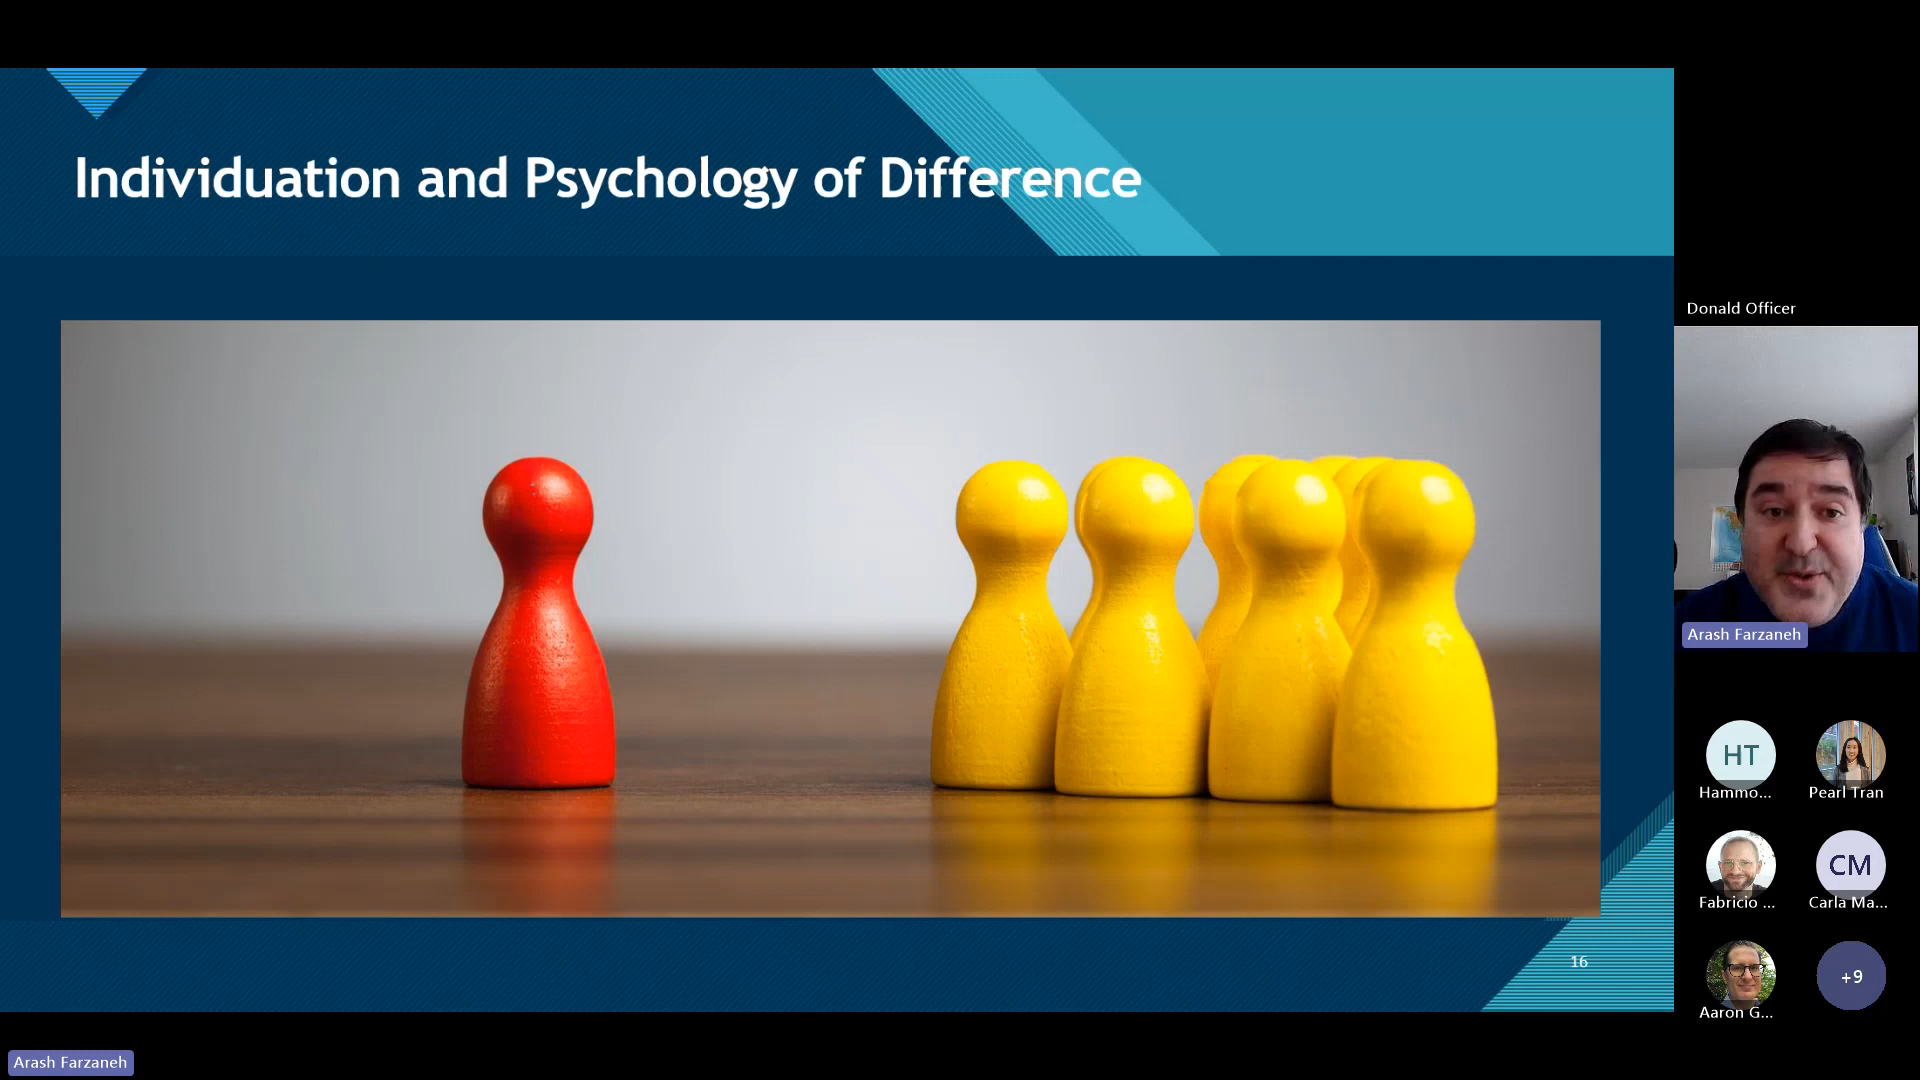 Individuation and Psychology of Difference
16
Donald Officer
Arash Farzaneh
HT
Hammo...
Pearl Tran
Fabricio ...
CM
Carla Ma...
Aaron G...
+9
Arash Farzaneh